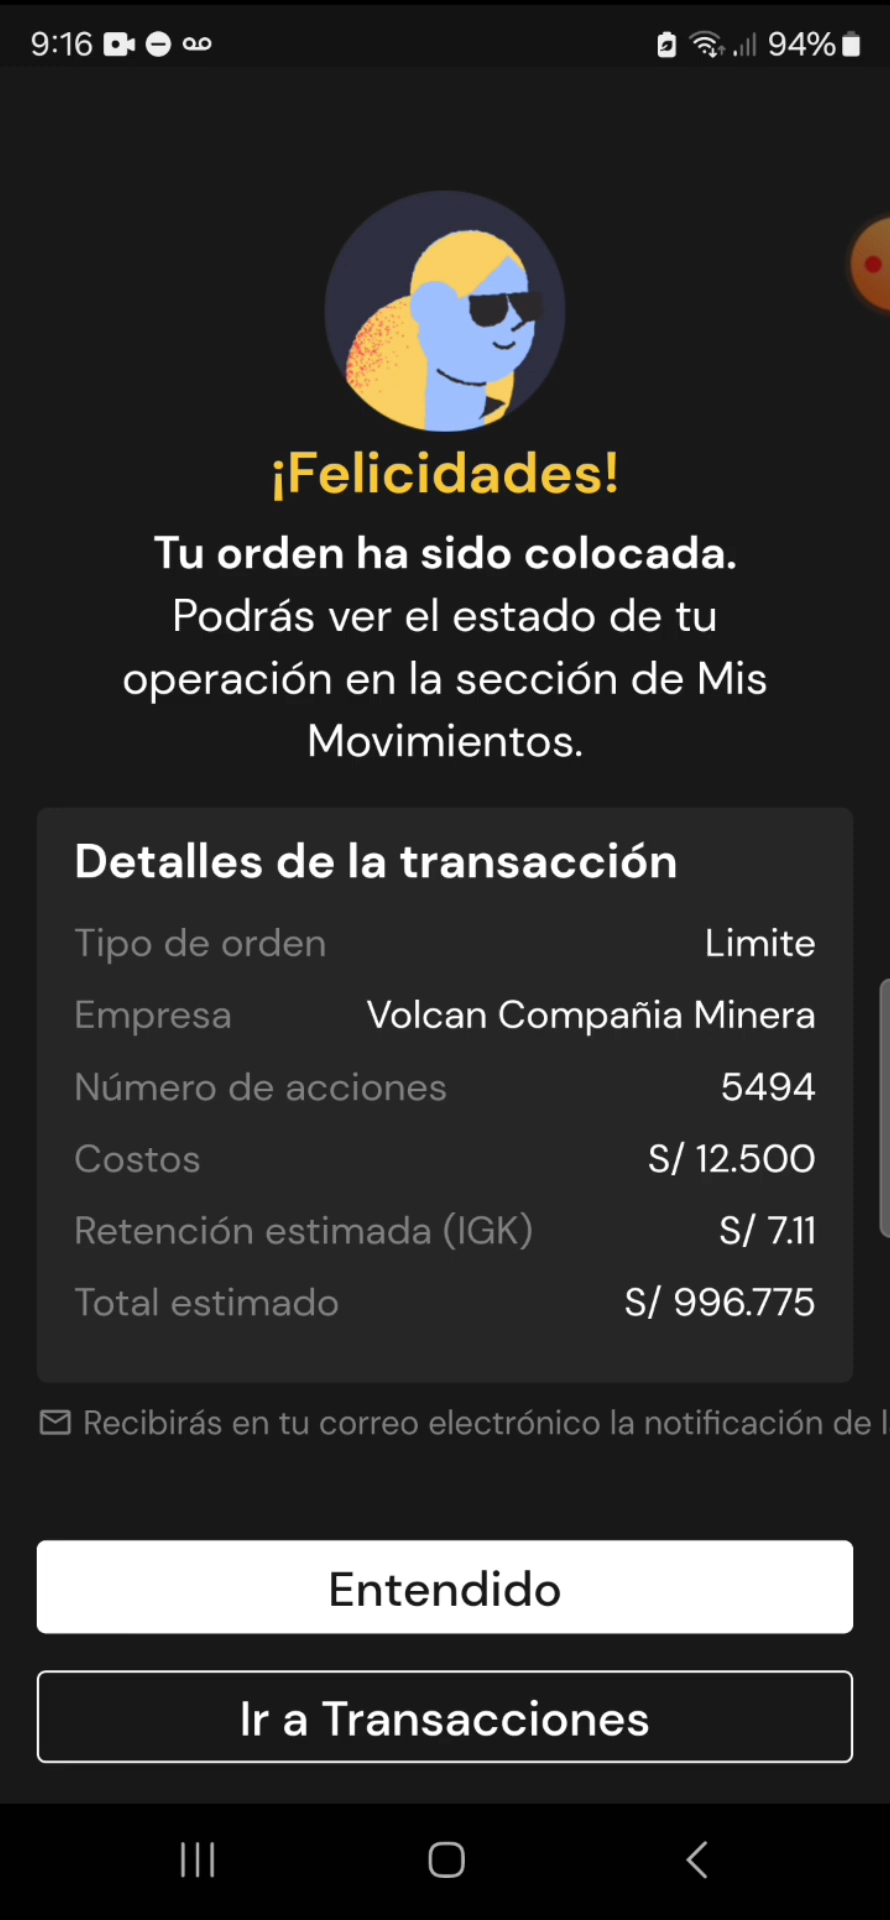 9:16
94%
¡Felicidades!
Tu orden ha sido colocada.
Podrás ver el estado de tu
operación en la sección de Mis
Movimientos.
Detalles de la transacción
Tipo de orden Limite
Empresa Volcan Compañia Minera
Número de acciones 5494
Costos S/ 12.500
Retención estimada (IGK) S/ 7.11
Total estimado S/ 996.775
Recibirás en tu correo electrónico la notificación de
Entendido
Ir a Transacciones